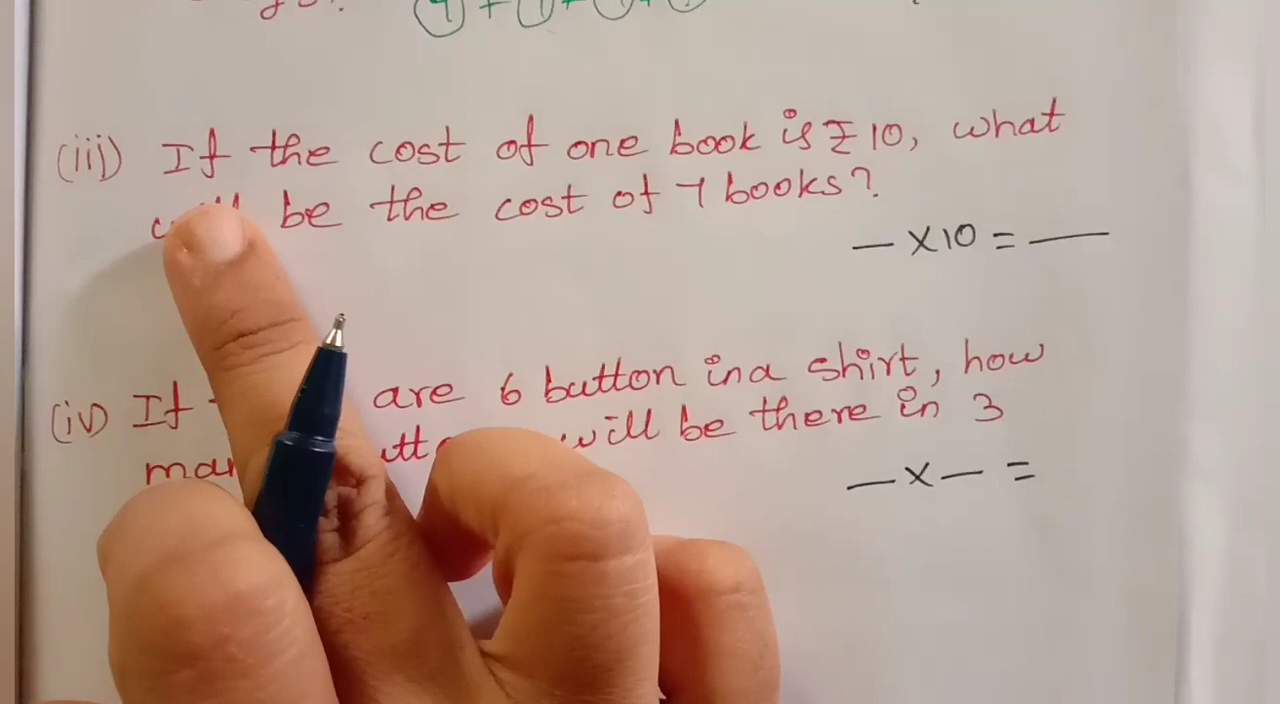 (iii) If the cost of one book is ₹10, what
be the cost of 7 books?
— ×10 = —
(iv) If are 6 button in a shirt, how
will be there in 3
— × — =